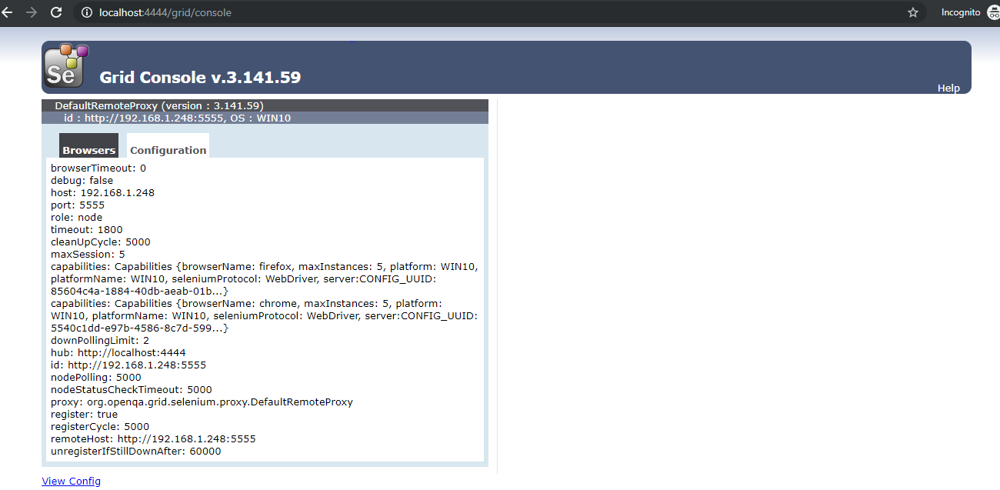 localhost:4444/grid/console
Incognito
Se
Grid Console v.3.141.59
Help
DefaultRemoteProxy (version : 3.141.59)
id : http://192.168.1.248:5555, OS : WIN10
Browsers Configuration
browserTimeout: 0
debug: false
host: 192.168.1.248
port: 5555
role: node
timeout: 1800
cleanUpCycle: 5000
maxSession: 5
capabilities: Capabilities {browserName: firefox, maxInstances: 5, platform: WIN10,
platformName: WIN10, seleniumProtocol: WebDriver, server:CONFIG_UUID:
85604c4a-1884-40db-aeab-01b...}
capabilities: Capabilities {browserName: chrome, maxInstances: 5, platform:
WIN10, platformName: WIN10, seleniumProtocol: WebDriver, server:CONFIG_UUID:
5540c1dd-e97b-4586-8c7d-599...}
downPollingLimit: 2
hub: http://localhost:4444
id: http://192.168.1.248:5555
nodePolling: 5000
nodeStatusCheckTimeout: 5000
proxy: org.openqa.grid.selenium.proxy.DefaultRemoteProxy
register: true
registerCycle: 5000
remoteHost: http://192.168.1.248:5555
unregisterIfStillDownAfter: 60000
View Config